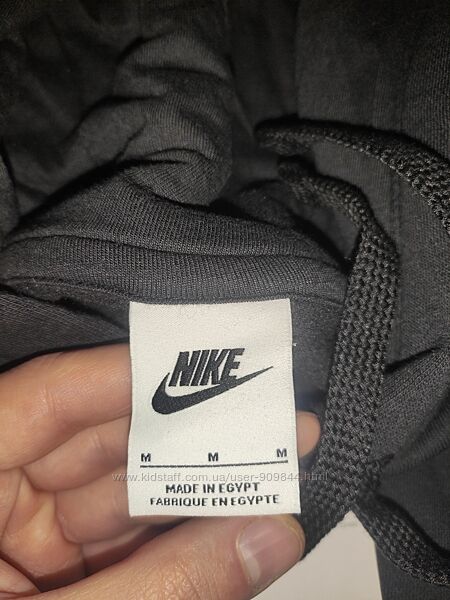 NIKE
M M M
www.kidstaff.com.ua/user-909844.html
MADE IN EGYPT
FABRIQUE EN EGYPTE